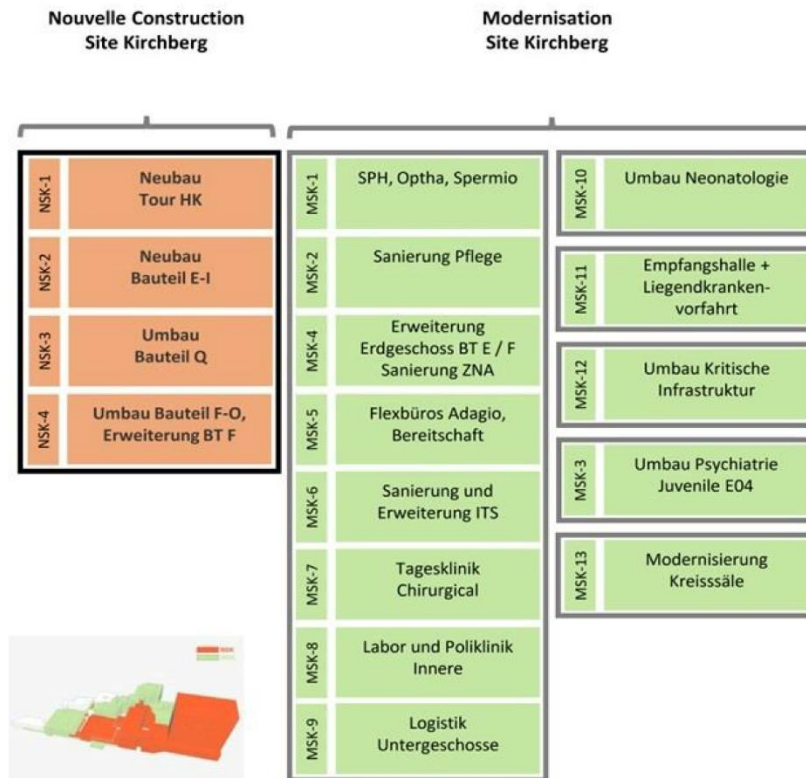 Nouvelle Construction
Site Kirchberg
Modernisation
Site Kirchberg
NSK-1
Neubau
Tour HK
NSK-2
Neubau
Bauteil E-I
NSK-3
Umbau
Bauteil Q
NSK-4
Umbau Bauteil F-O,
Erweiterung BT F
MSK-1
SPH, Optha, Spermio
MSK-2
Sanierung Pflege
MSK-4
Erweiterung
Erdgeschoss BT E / F
Sanierung ZNA
MSK-5
Flexbüros Adagio,
Bereitschaft
MSK-6
Sanierung und
Erweiterung ITS
MSK-7
Tagesklinik
Chirurgical
MSK-8
Labor und Poliklinik
Innere
MSK-9
Logistik
Untergeschosse
MSK-10
Umbau Neonatologie
MSK-11
Empfangshalle +
Liegendkranken-
vorfahrt
MSK-12
Umbau Kritische
Infrastruktur
MSK-3
Umbau Psychiatrie
Juvenile E04
MSK-13
Modernisierung
Kreisssäle
NSK